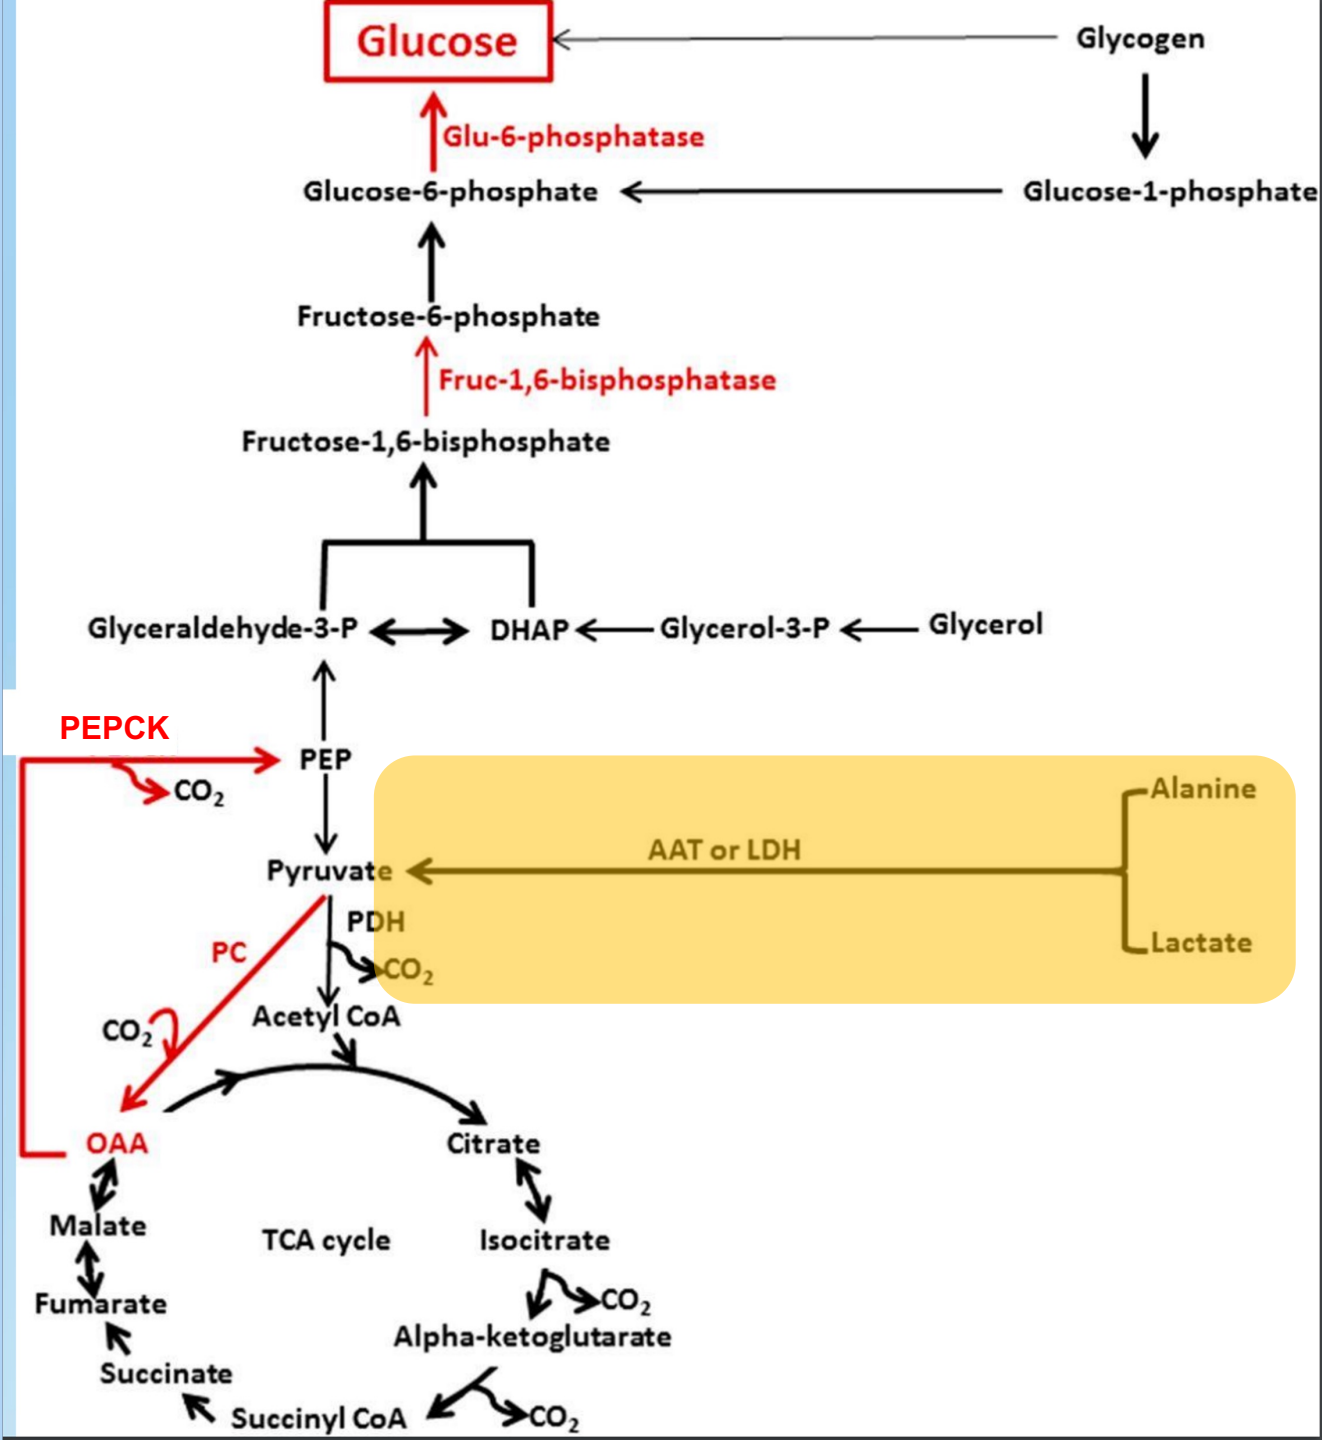 Glucose
Glycogen
Glu-6-phosphatase
Glucose-6-phosphate
Glucose-1-phosphate
Fructose-6-phosphate
Fruc-1,6-bisphosphatase
Fructose-1,6-bisphosphate
Glyceraldehyde-3-P
DHAP
Glycerol-3-P
Glycerol
PEPCK
PEP
CO2
Alanine
AAT or LDH
Pyruvate
PDH
PC
Lactate
CO2
Acetyl CoA
CO2
OAA
Citrate
Malate
TCA cycle
Isocitrate
Fumarate
CO2
Alpha-ketoglutarate
Succinate
Succinyl CoA
CO2